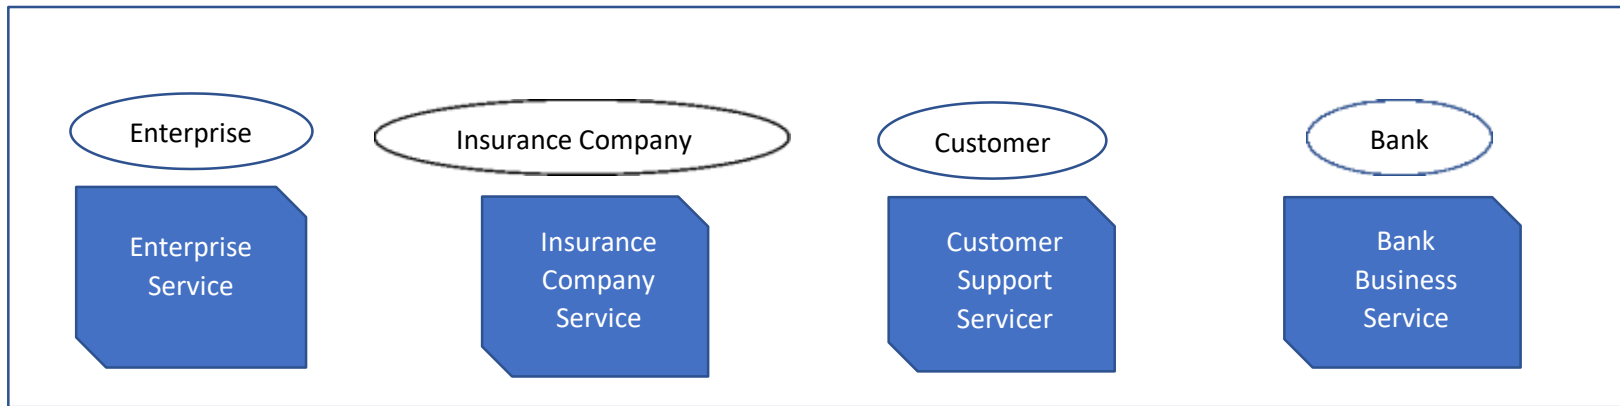 Enterprise
Insurance Company
Customer
Bank
Enterprise
Service
Insurance
Company
Service
Customer
Support
Servicer
Bank
Business
Service